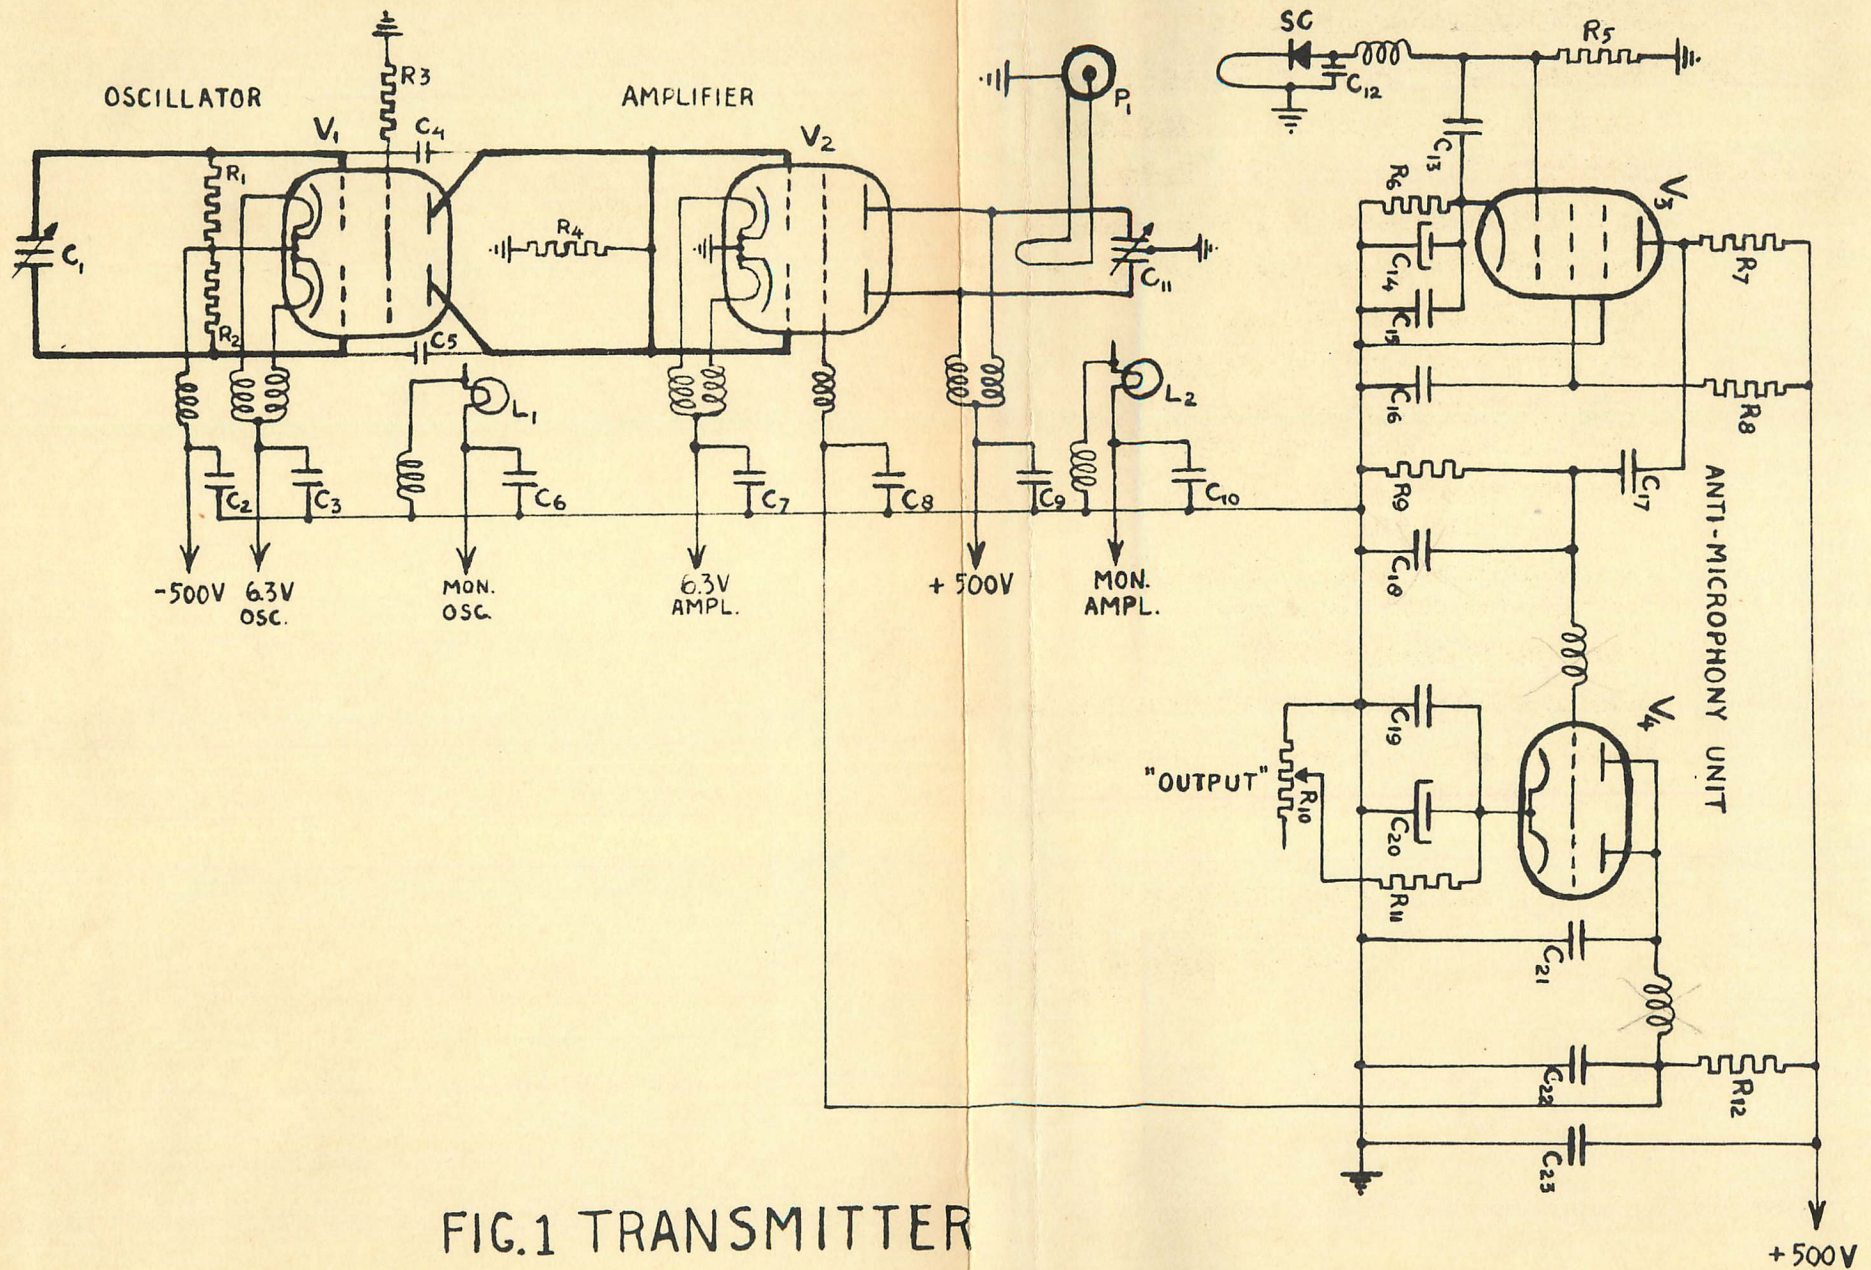 OSCILLATOR
AMPLIFIER
SC
R5
R3
C4
V1
V2
P1
C12
C13
R1
R6
V3
C1
R4
C11
C14
R7
R2
C5
C15
L1
L2
C16
R8
C2
C3
C6
C7
C8
C9
C10
R9
C17
ANTI-MICROPHONY UNIT
-500V
6.3V
OSC.
MON.
OSC.
6.3V
AMPL.
+500V
MON.
AMPL.
C18
C19
V4
"OUTPUT"
R10
C20
R11
C21
C22
R12
C23
FIG.1 TRANSMITTER
+500V